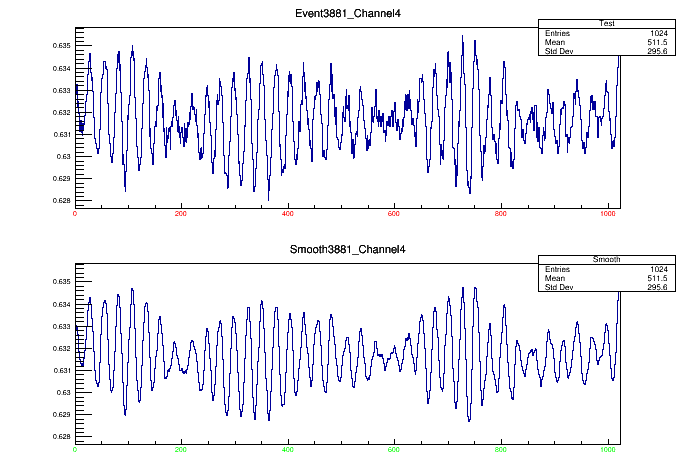 Event3881_Channel4
Test
Entries 1024
Mean 511.5
Std Dev 295.6
0.635
0.634
0.633
0.632
0.631
0.63
0.629
0.628
0 200 400 600 800 1000
Smooth3881_Channel4
Smooth
Entries 1024
Mean 511.5
Std Dev 295.6
0.635
0.634
0.633
0.632
0.631
0.63
0.629
0.628
0 200 400 600 800 1000